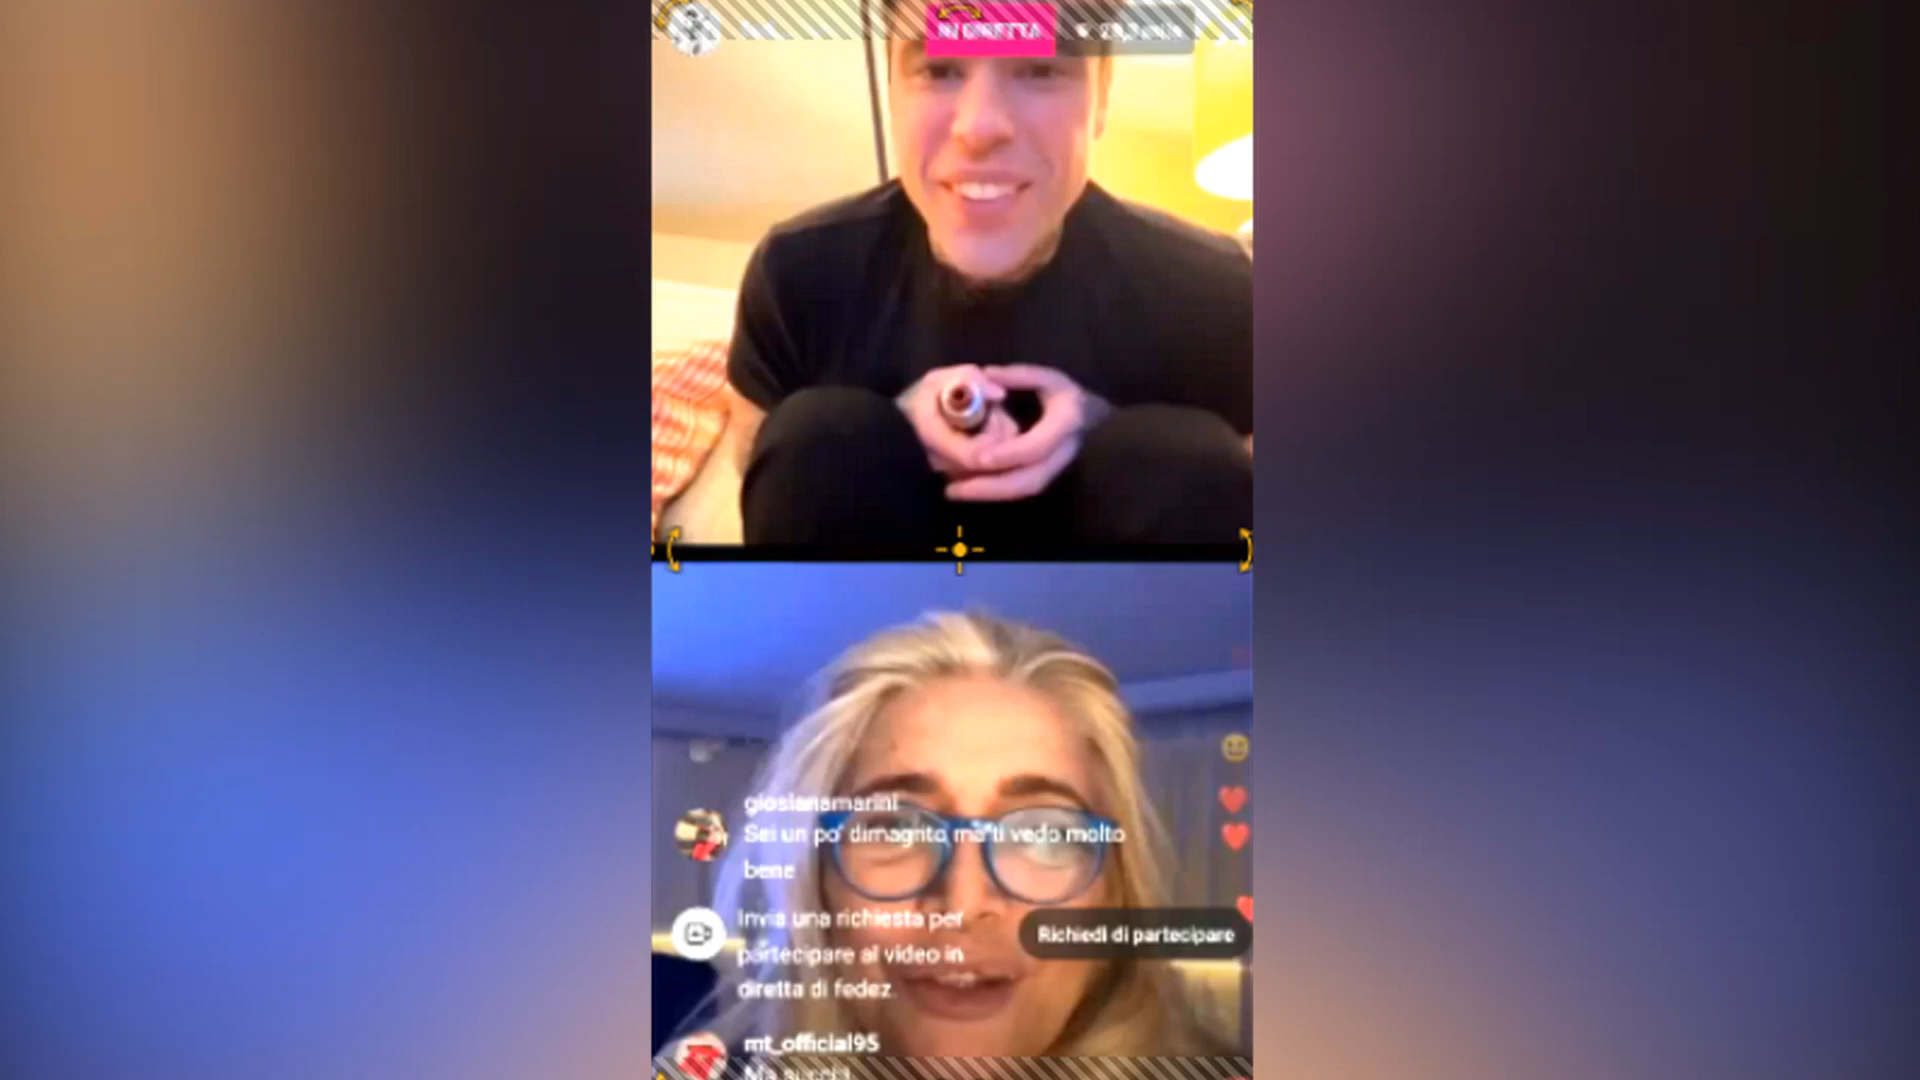 IN DIRETTA
giosianamarini
Sei un po' dimagrito ma ti vedo molto
bene
Invia una richiesta per
partecipare al video in
diretta di fedez.
Richiedi di partecipare
mt_official95
Ma